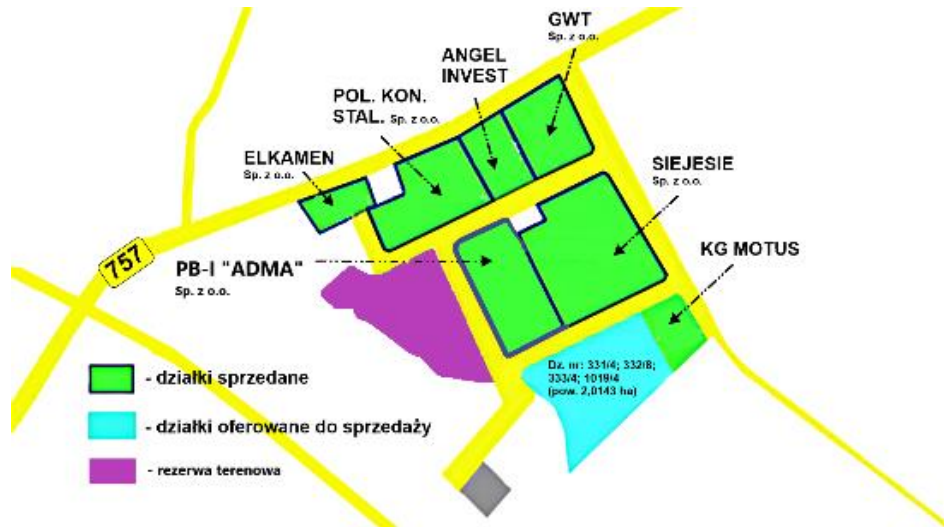 GWT
Sp. z o.o.
ANGEL
INVEST
POL. KON.
STAL. Sp. z o.o.
ELKAMEN
Sp. z o.o.
SIEJESIE
Sp. z o.o.
KG MOTUS
757
PB-I "ADMA"
Sp. z o.o.
Dz. nr: 331/4; 332/8;
333/4; 1019/4
(pow. 2,0143 ha)
- działki sprzedane
- działki oferowane do sprzedaży
- rezerwa terenowa